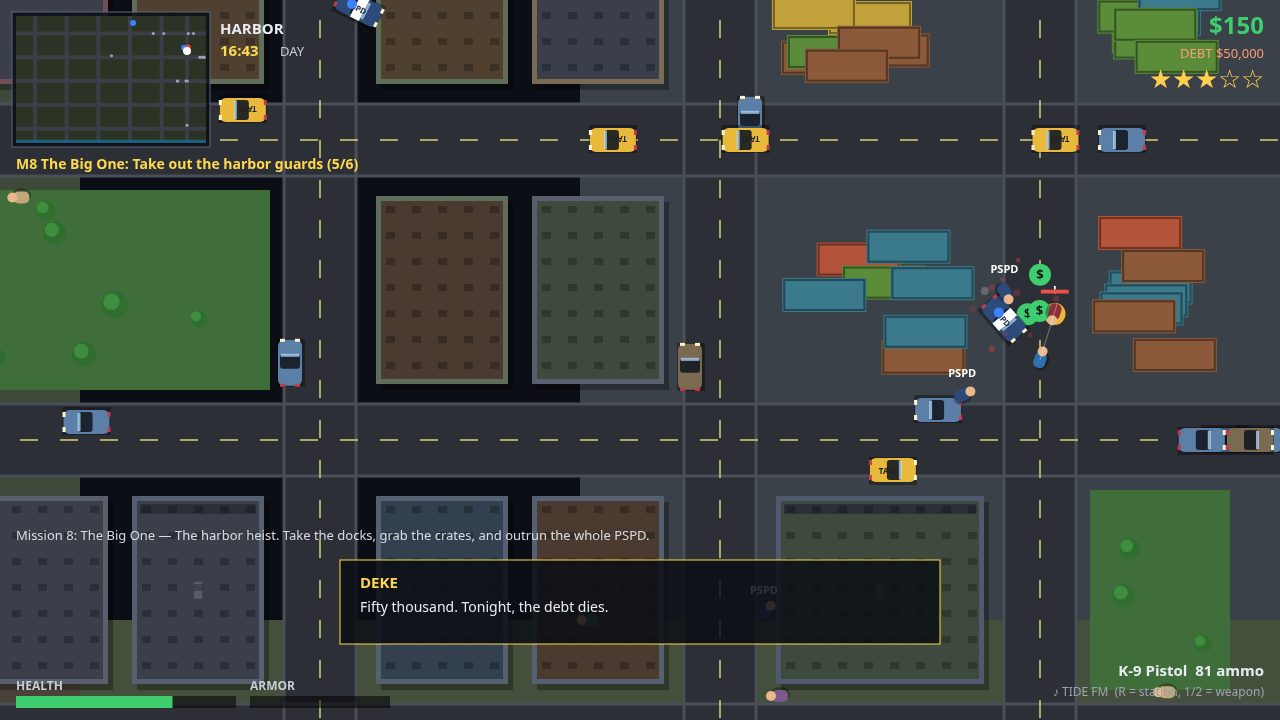 HARBOR
16:43 DAY
$150
DEBT $50,000
★★★☆☆
M8 The Big One: Take out the harbor guards (5/6)
PSPD
$
$
PSPD
Mission 8: The Big One — The harbor heist. Take the docks, grab the crates, and outrun the whole PSPD.
DEKE
Fifty thousand. Tonight, the debt dies.
PSPD
K-9 Pistol 81 ammo
♪ TIDE FM (R = station, 1/2 = weapon)
HEALTH
ARMOR